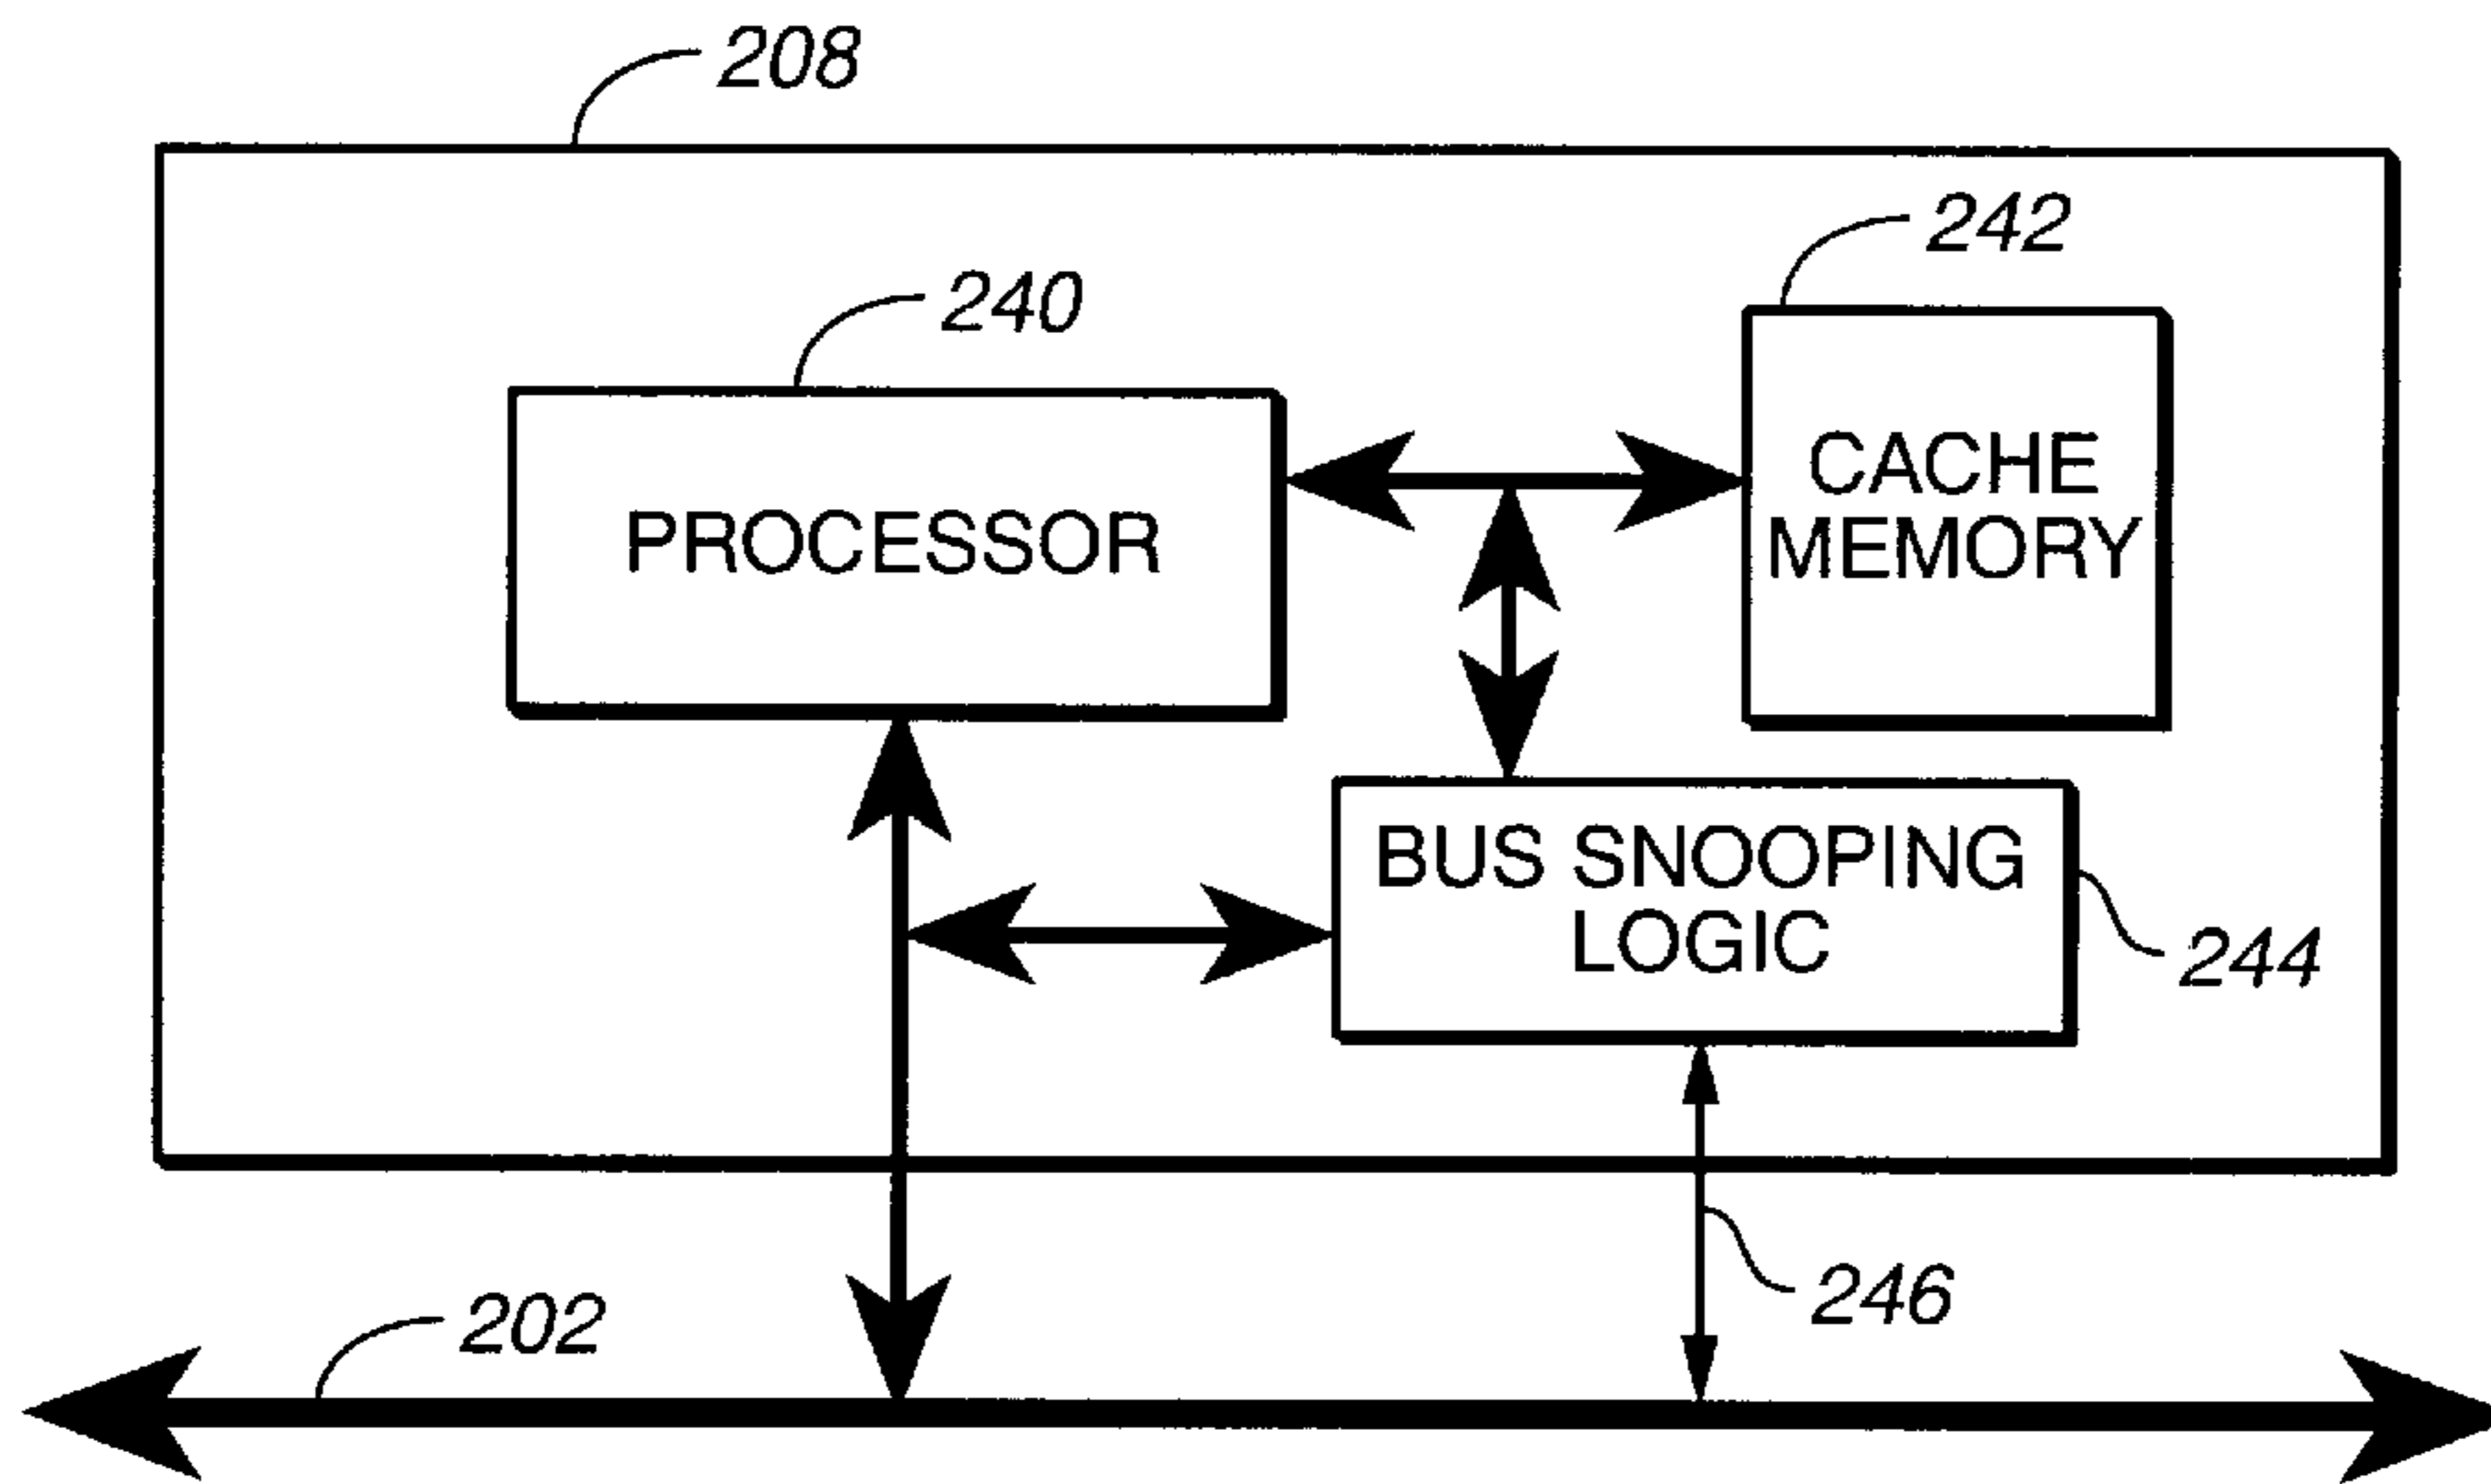 208
242
240
CACHE
MEMORY
PROCESSOR
BUS SNOOPING
LOGIC
244
246
202